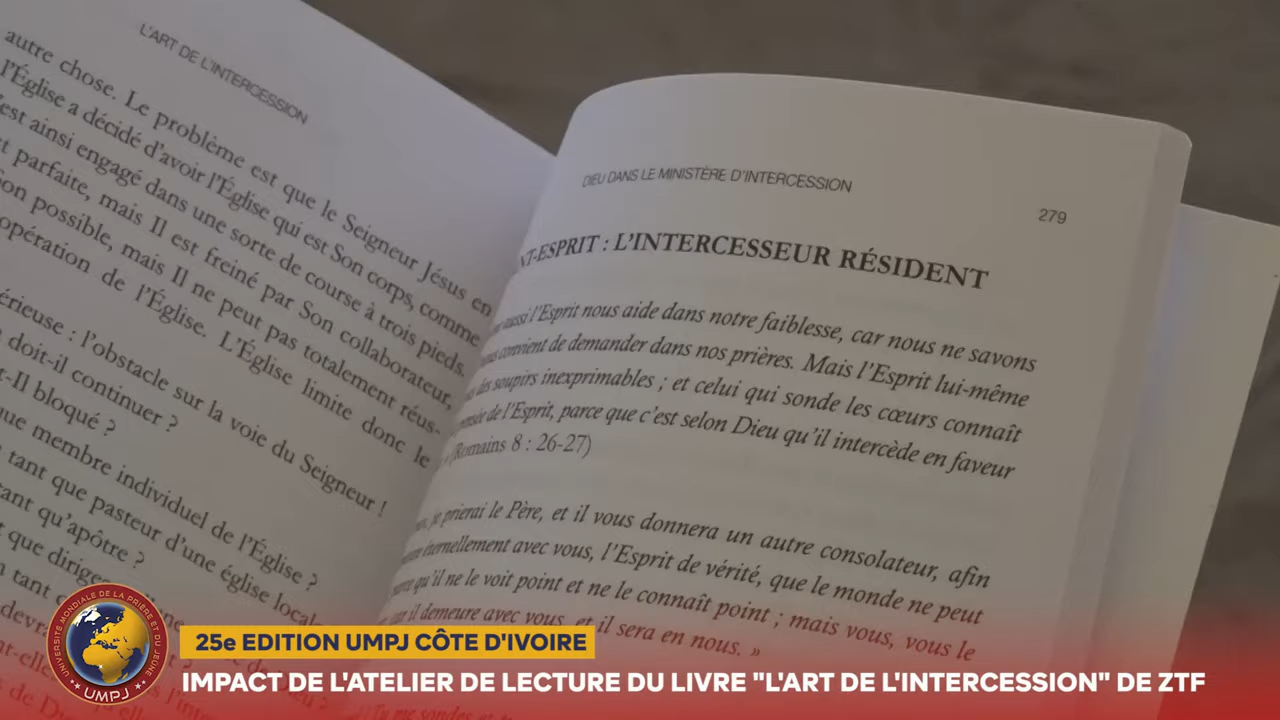 L'ART DE L'INTERCESSION
autre chose. Le problème est que le Seigneur Jésus en
l'Église a décidé d'avoir l'Église qui est Son corps, comme
est ainsi engagé dans une sorte de course à trois pieds.
parfaite, mais Il est freiné par Son collaborateur,
possible, mais Il ne peut pas totalement réus-
opération de l'Église. L'Église limite donc le
érieuse : l'obstacle sur la voie du Seigneur !
doit-il continuer ?
-Il bloqué ?
que membre individuel de l'Église ?
tant que pasteur d'une église locale
tant qu'apôtre ?
que dirige
tant
DIEU DANS LE MINISTÈRE D'INTERCESSION
279
NT-ESPRIT : L'INTERCESSEUR RÉSIDENT
aussi l'Esprit nous aide dans notre faiblesse, car nous ne savons
convient de demander dans nos prières. Mais l'Esprit lui-même
des soupirs inexprimables ; et celui qui sonde les cœurs connaît
pensée de l'Esprit, parce que c'est selon Dieu qu'il intercède en faveur
(Romains 8 : 26-27)
je prierai le Père, et il vous donnera un autre consolateur, afin
éternellement avec vous, l'Esprit de vérité, que le monde ne peut
qu'il ne le voit point et ne le connaît point ; mais vous, vous le
il demeure avec vous, et il sera en nous. »
UNIVERSITÉ MONDIALE DE LA PRIÈRE ET DU JEÛNE
UMPJ
25e EDITION UMPJ CÔTE D'IVOIRE
IMPACT DE L'ATELIER DE LECTURE DU LIVRE "L'ART DE L'INTERCESSION" DE ZTF